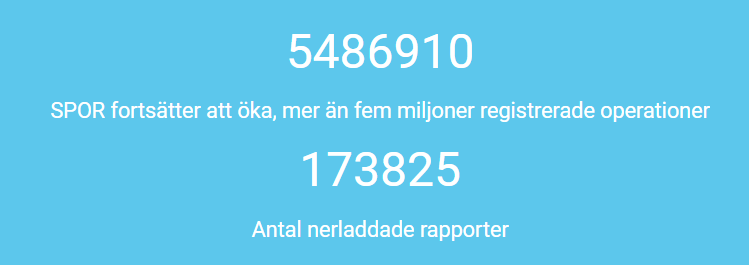 5486910
SPOR fortsätter att öka, mer än fem miljoner registrerade operationer
173825
Antal nerladdade rapporter